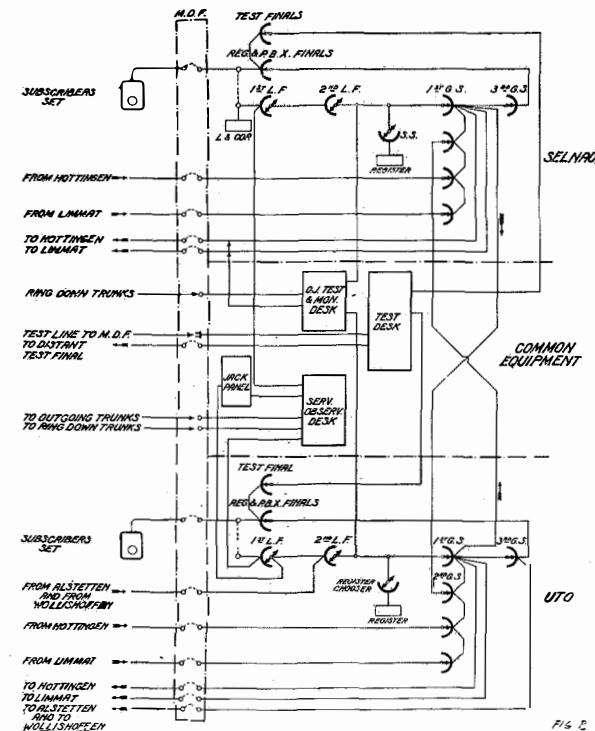 M.D.F.
TEST FINALS
REG. & P.B.X. FINALS
SUBSCRIBERS
SET
1ST L.F.
2ND L.F.
1ST G.S.
3RD G.S.
L & COR
S.S.
REGISTER
SELNAU
FROM HOTTINGEN
FROM LIMMAT
TO HOTTINGEN
TO LIMMAT
RING DOWN TRUNKS
O.J. TEST
& MON.
DESK
TEST
DESK
TEST LINE TO M.D.F.
TO DISTANT
TEST FINAL
COMMON
EQUIPMENT
JACK
PANEL
SERV.
OBSERV.
DESK
TO OUTGOING TRUNKS
TO RING DOWN TRUNKS
TEST FINAL
REG. & P.B.X. FINALS
SUBSCRIBERS
SET
1ST L.F.
2ND L.F.
1ST G.S.
3RD G.S.
2ND G.S.
REGISTER
CHOOSER
REGISTER
UTO
FROM ALSTETTEN
AND FROM
WOLLISHOFFEN
FROM HOTTINGEN
FROM LIMMAT
TO HOTTINGEN
TO LIMMAT
TO ALSTETTEN
AND TO
WOLLISHOFFEN
FIG